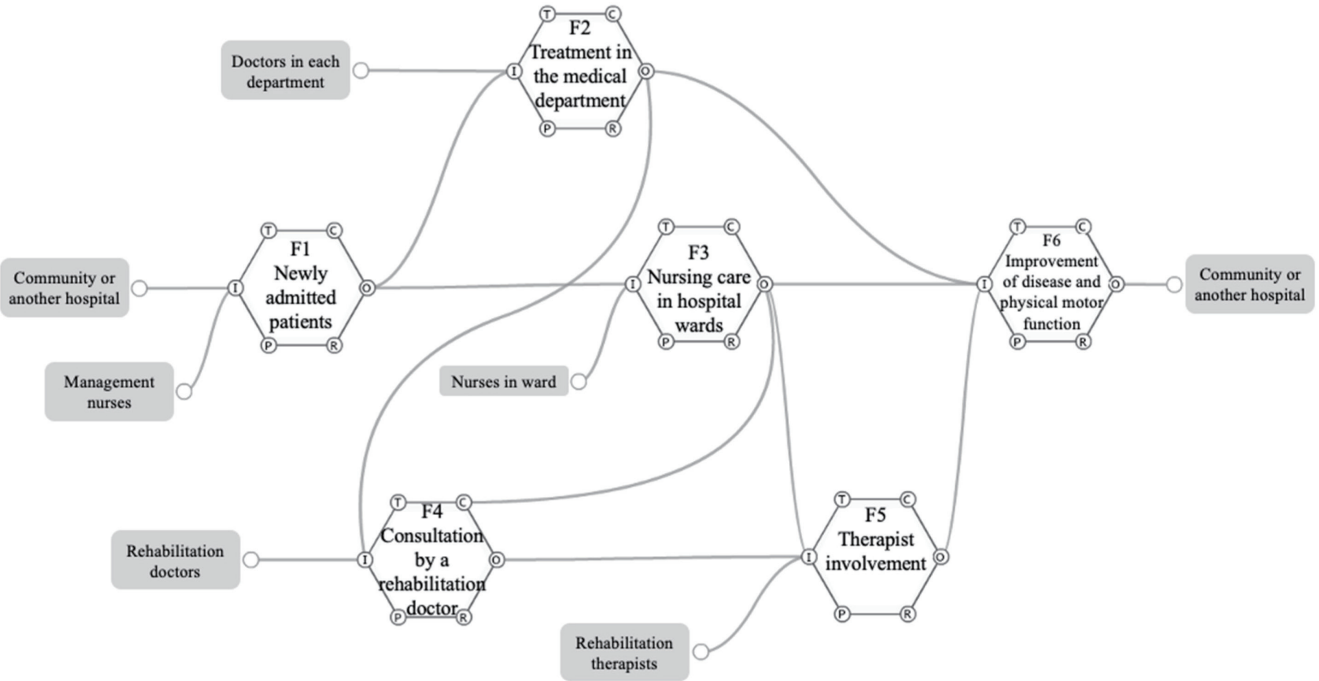 T
C
F2
Treatment in
the medical
department
I
O
P
R
Doctors in each
department
T
C
F1
Newly
admitted
patients
I
O
P
R
Community or
another hospital
Management
nurses
T
C
F3
Nursing care
in hospital
wards
I
O
P
R
Nurses in ward
T
C
F6
Improvement
of disease and
physical motor
function
I
O
P
R
Community or
another hospital
T
C
F4
Consultation
by a
rehabilitation
doctor
I
O
P
R
Rehabilitation
doctors
T
C
F5
Therapist
involvement
I
O
P
R
Rehabilitation
therapists